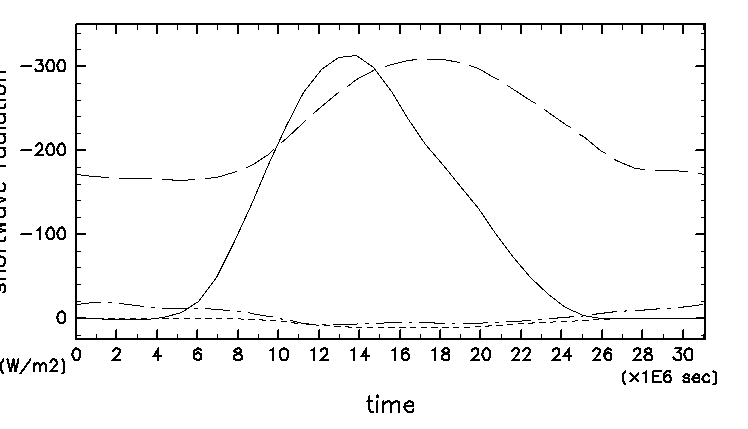 shortwave radiation
−300
−200
−100
0
0 2 4 6 8 10 12 14 16 18 20 22 24 26 28 30
(W/m2)
(×1E6 sec)
time